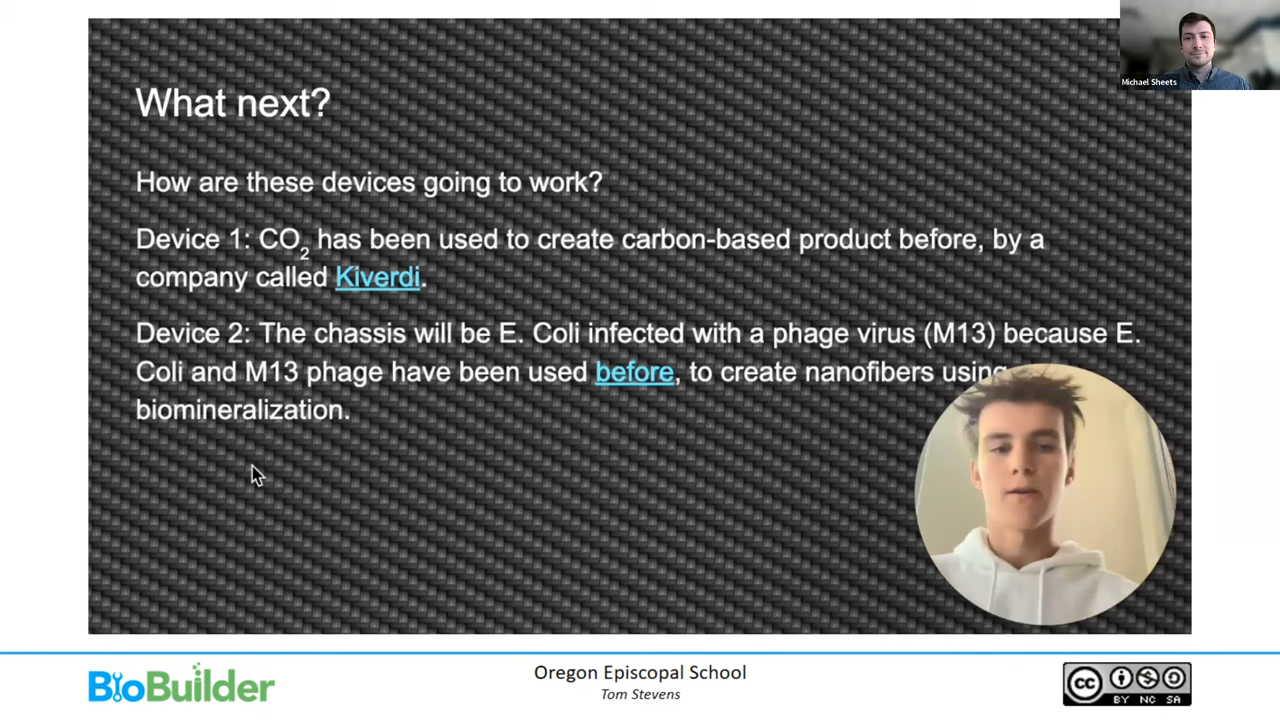 What next?
Michael Sheets
How are these devices going to work?
Device 1: CO2 has been used to create carbon-based product before, by a
company called Kiverdi.
Device 2: The chassis will be E. Coli infected with a phage virus (M13) because E.
Coli and M13 phage have been used before, to create nanofibers using
biomineralization.
BioBuilder
Oregon Episcopal School
Tom Stevens
cc
BY NC SA